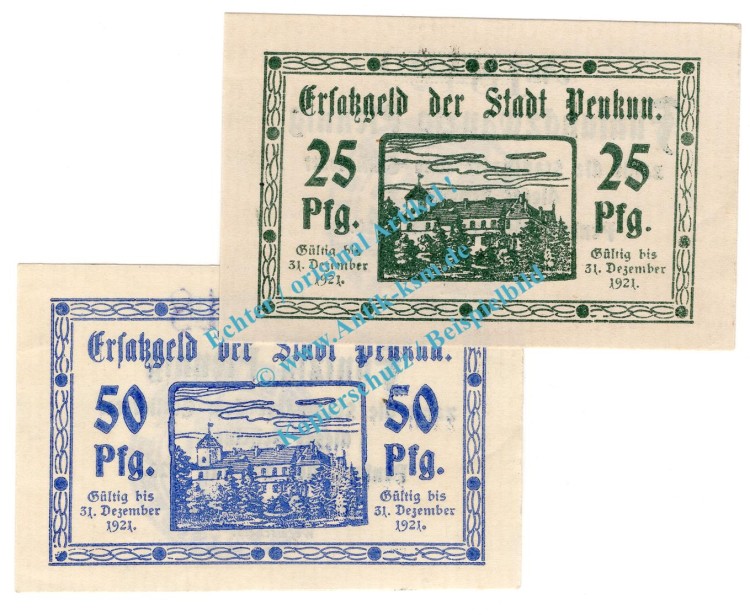 Ersatzgeld der Stadt Penkun.
25
Pfg.
Gültig bis
31. Dezember
1921.
25
Pfg.
Gültig bis
31. Dezember
1921.
Ersatzgeld der Stadt Penkun.
50
Pfg.
Gültig bis
31. Dezember
1921.
50
Pfg.
Gültig bis
31. Dezember
1921.
Echter / original Artikel !
© www.Antik-ksm.de
Kopierschutz / Beispielbild